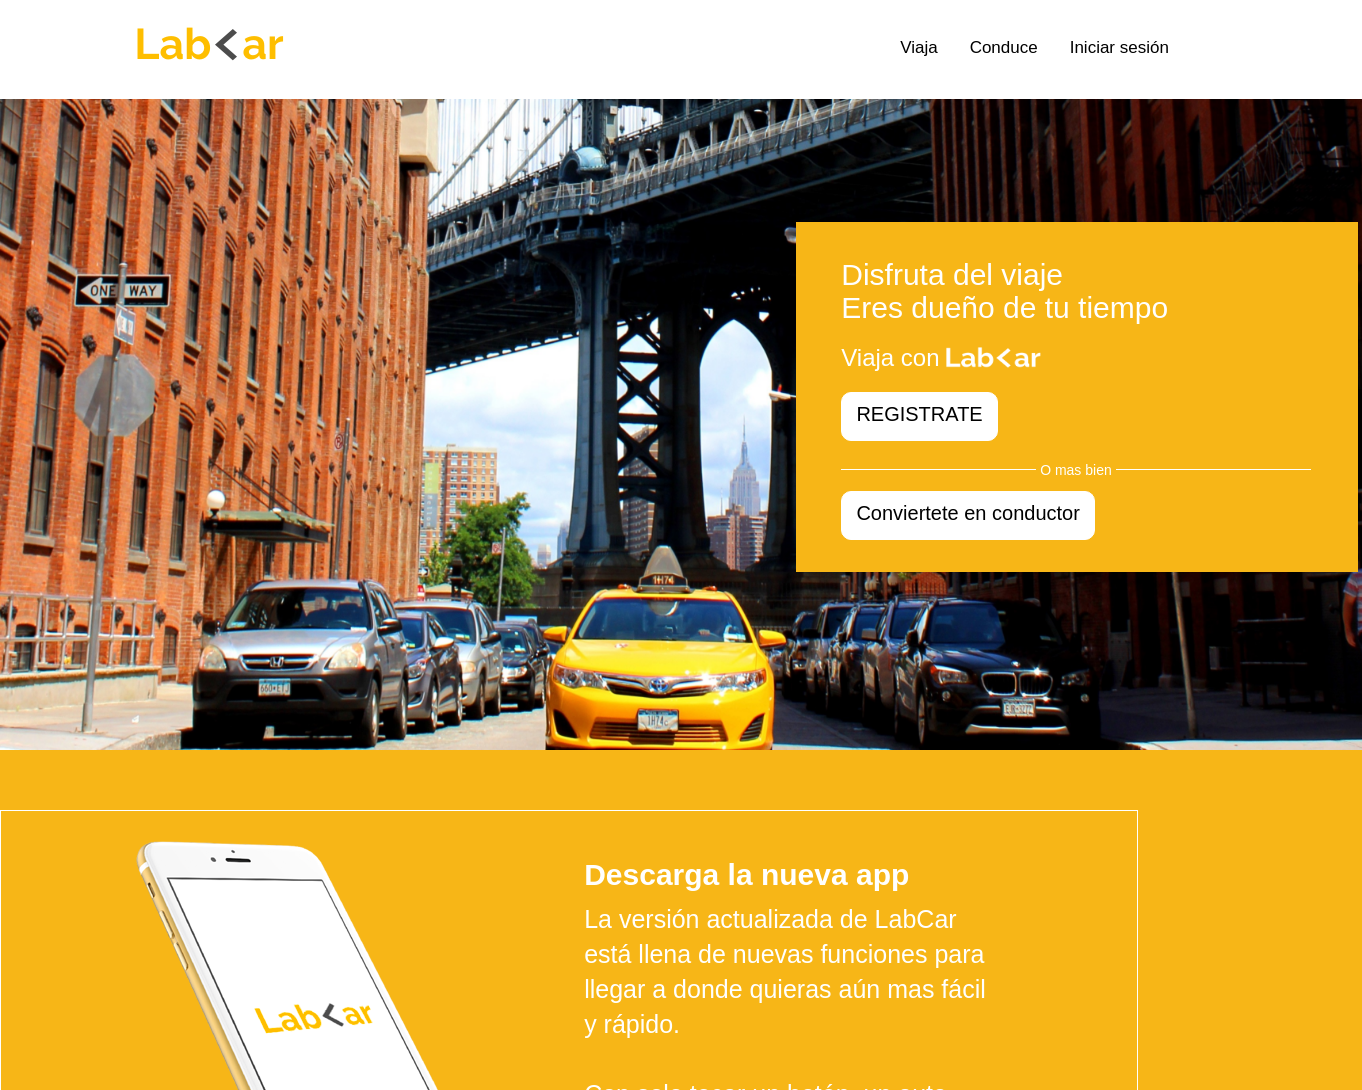 Lab<ar
Viaja Conduce Iniciar sesión
ONE WAY
Disfruta del viaje
Eres dueño de tu tiempo
Viaja con Lab<ar
REGISTRATE
O mas bien
Conviertete en conductor
1H74
Descarga la nueva app
La versión actualizada de LabCar
está llena de nuevas funciones para
llegar a donde quieras aún mas fácil
y rápido.
Lab<ar